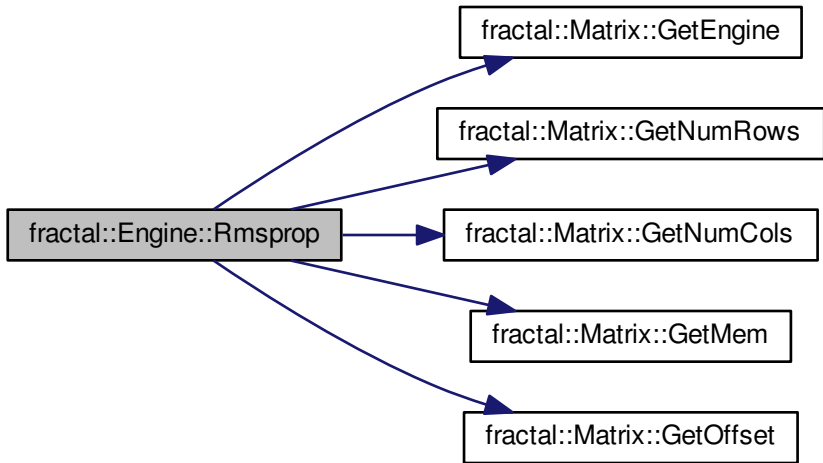 fractal::Matrix::GetEngine
fractal::Matrix::GetNumRows
fractal::Engine::Rmsprop
fractal::Matrix::GetNumCols
fractal::Matrix::GetMem
fractal::Matrix::GetOffset